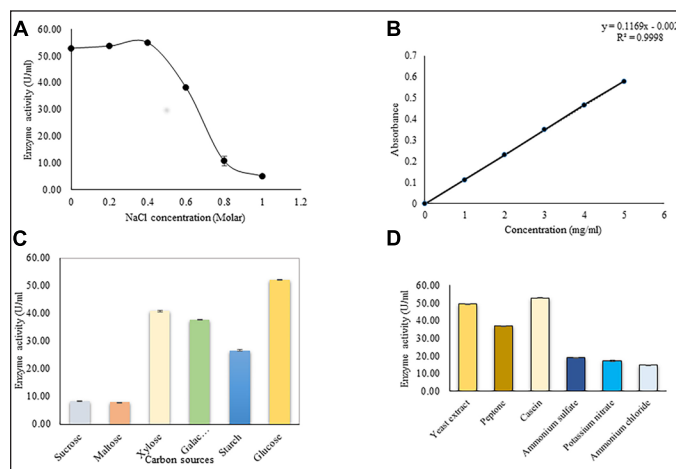 A
60.00
50.00
40.00
30.00
20.00
10.00
0.00
Enzyme activity (U/ml)
0 0.2 0.4 0.6 0.8 1 1.2
NaCl concentration (Molar)
B
y = 0.1169x - 0.002
R² = 0.9998
0.7
0.6
0.5
0.4
0.3
0.2
0.1
0
Absorbance
0 1 2 3 4 5 6
Concentration (mg/ml)
C
60.00
50.00
40.00
30.00
20.00
10.00
0.00
Enzyme activity (U/ml
Sucrose Maltose Xylose Galac... Starch Glucose
Carbon sources
D
60.00
50.00
40.00
30.00
20.00
10.00
0.00
Enzyme activity (U/ml
Yeast extract Peptone Casein Ammonium sulfate Potassium nitrate Ammonium chloride